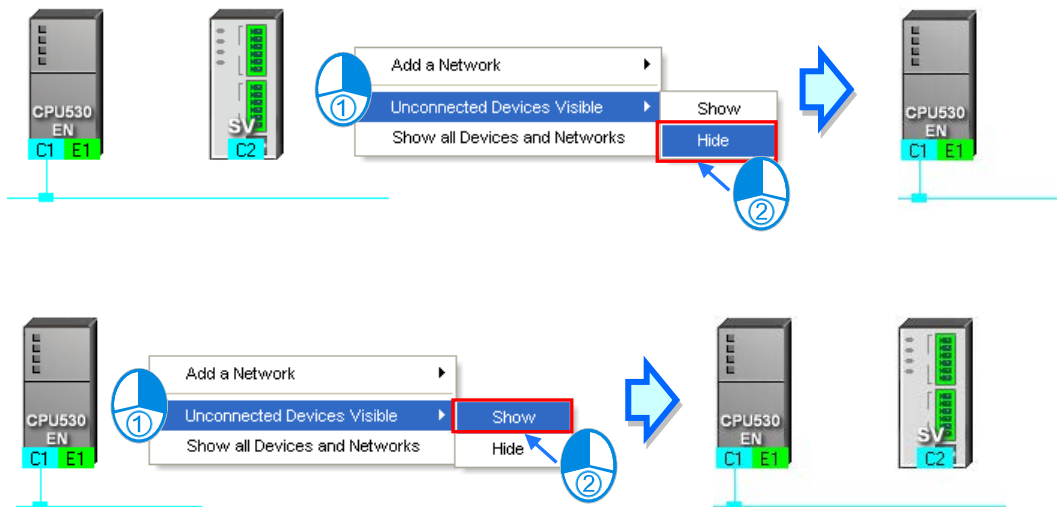 CPU530
EN
C1 E1
SV
C2
①
Add a Network
Unconnected Devices Visible
Show all Devices and Networks
Show
Hide
②
CPU530
EN
C1 E1
CPU530
EN
C1 E1
①
Add a Network
Unconnected Devices Visible
Show all Devices and Networks
Show
Hide
②
CPU530
EN
C1 E1
SV
C2